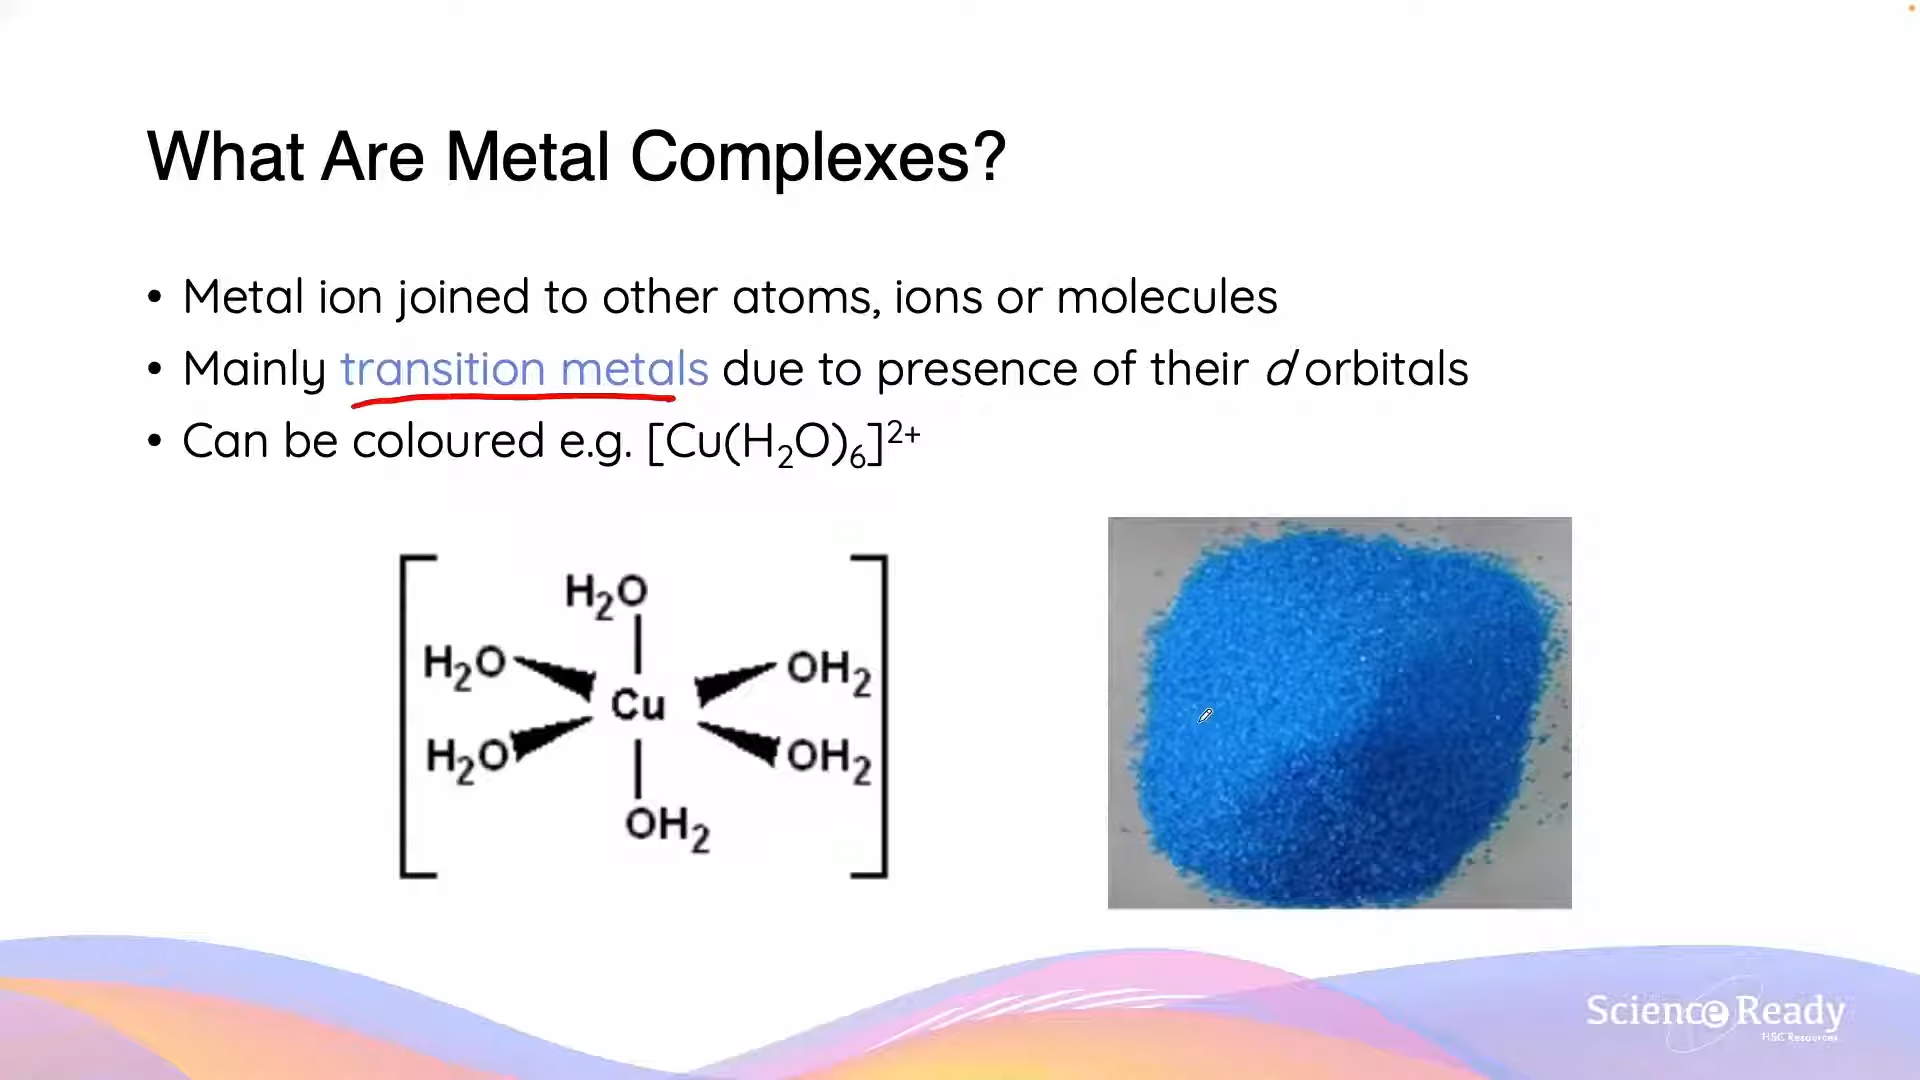 What Are Metal Complexes?
• Metal ion joined to other atoms, ions or molecules
• Mainly transition metals due to presence of their d orbitals
• Can be coloured e.g. [Cu(H₂O)₆]²⁺
H₂O
H₂O OH₂
Cu
H₂O OH₂
OH₂
Science Ready
HSC Resources